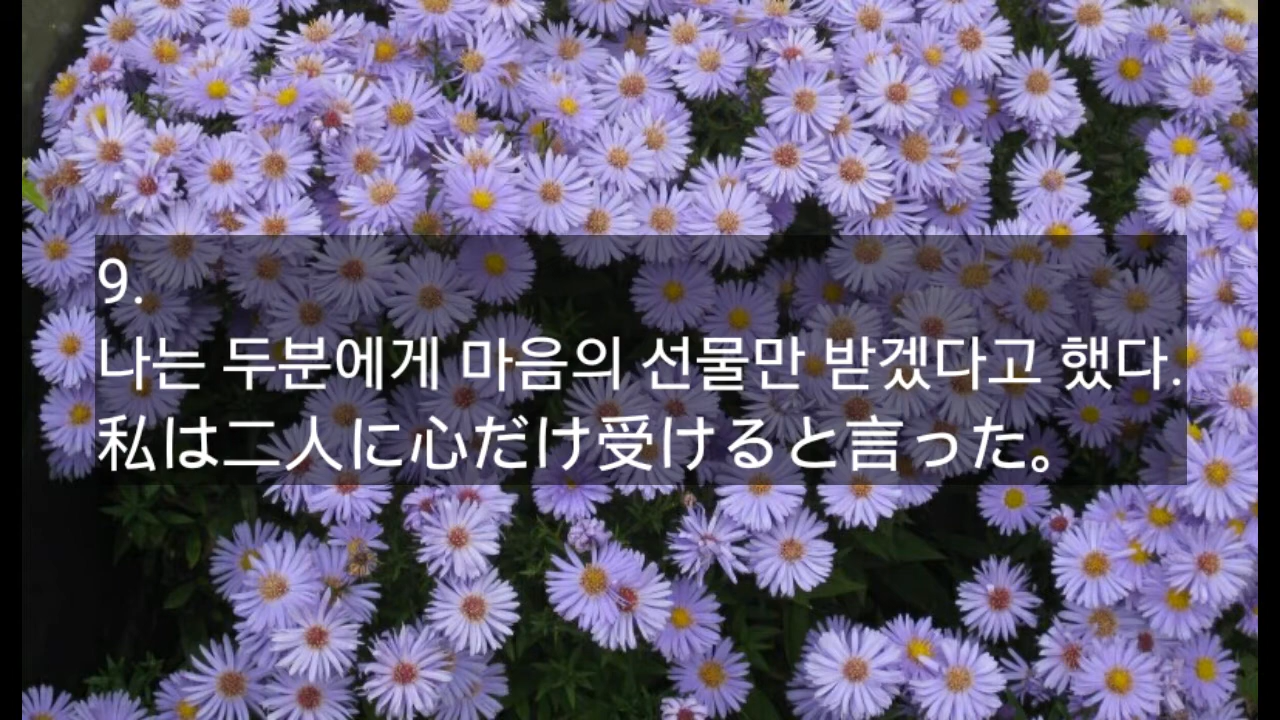 9.
나는 두분에게 마음의 선물만 받겠다고 했다.
私は二人に心だけ受けると言った。